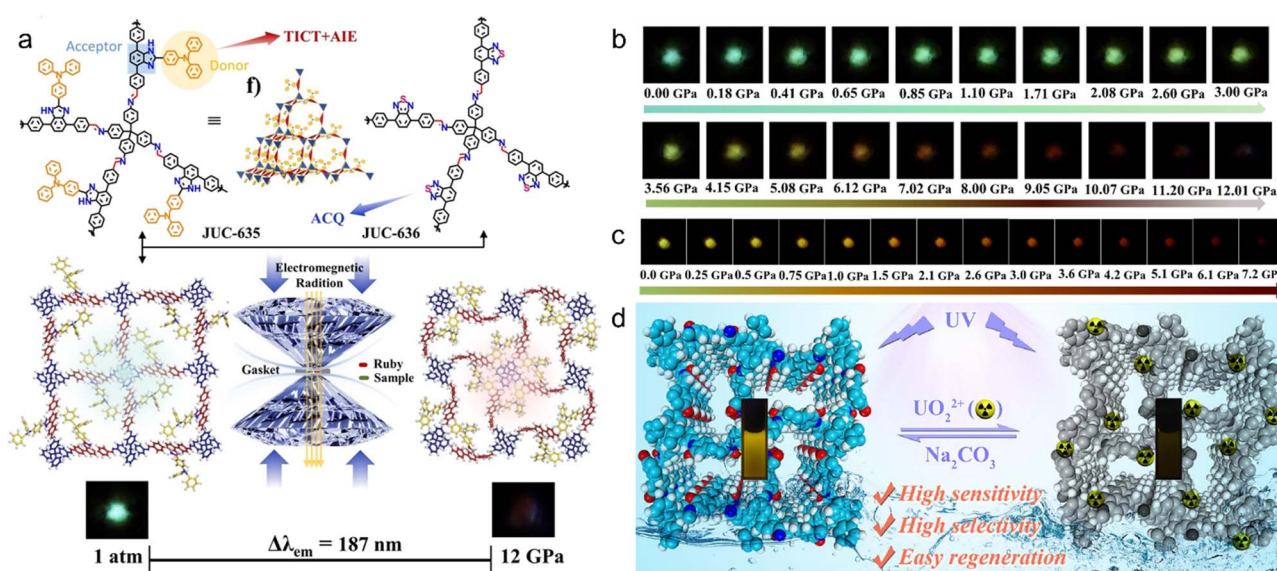 a
TICT+AIE
Acceptor
Donor
f)
≡
ACQ
JUC-635
JUC-636
Electromagnetic
Radition
Gasket
Ruby
Sample
1 atm
Δλem = 187 nm
12 GPa
b
0.00 GPa 0.18 GPa 0.41 GPa 0.65 GPa 0.85 GPa 1.10 GPa 1.71 GPa 2.08 GPa 2.60 GPa 3.00 GPa
3.56 GPa 4.15 GPa 5.08 GPa 6.12 GPa 7.02 GPa 8.00 GPa 9.05 GPa 10.07 GPa 11.20 GPa 12.01 GPa
c
0.0 GPa 0.25 GPa 0.5 GPa 0.75 GPa 1.0 GPa 1.5 GPa 2.1 GPa 2.6 GPa 3.0 GPa 3.6 GPa 4.2 GPa 5.1 GPa 6.1 GPa 7.2 GPa
d
UV
UO₂²⁺ (☢)
Na₂CO₃
✓ High sensitivity
✓ High selectivity
✓ Easy regeneration